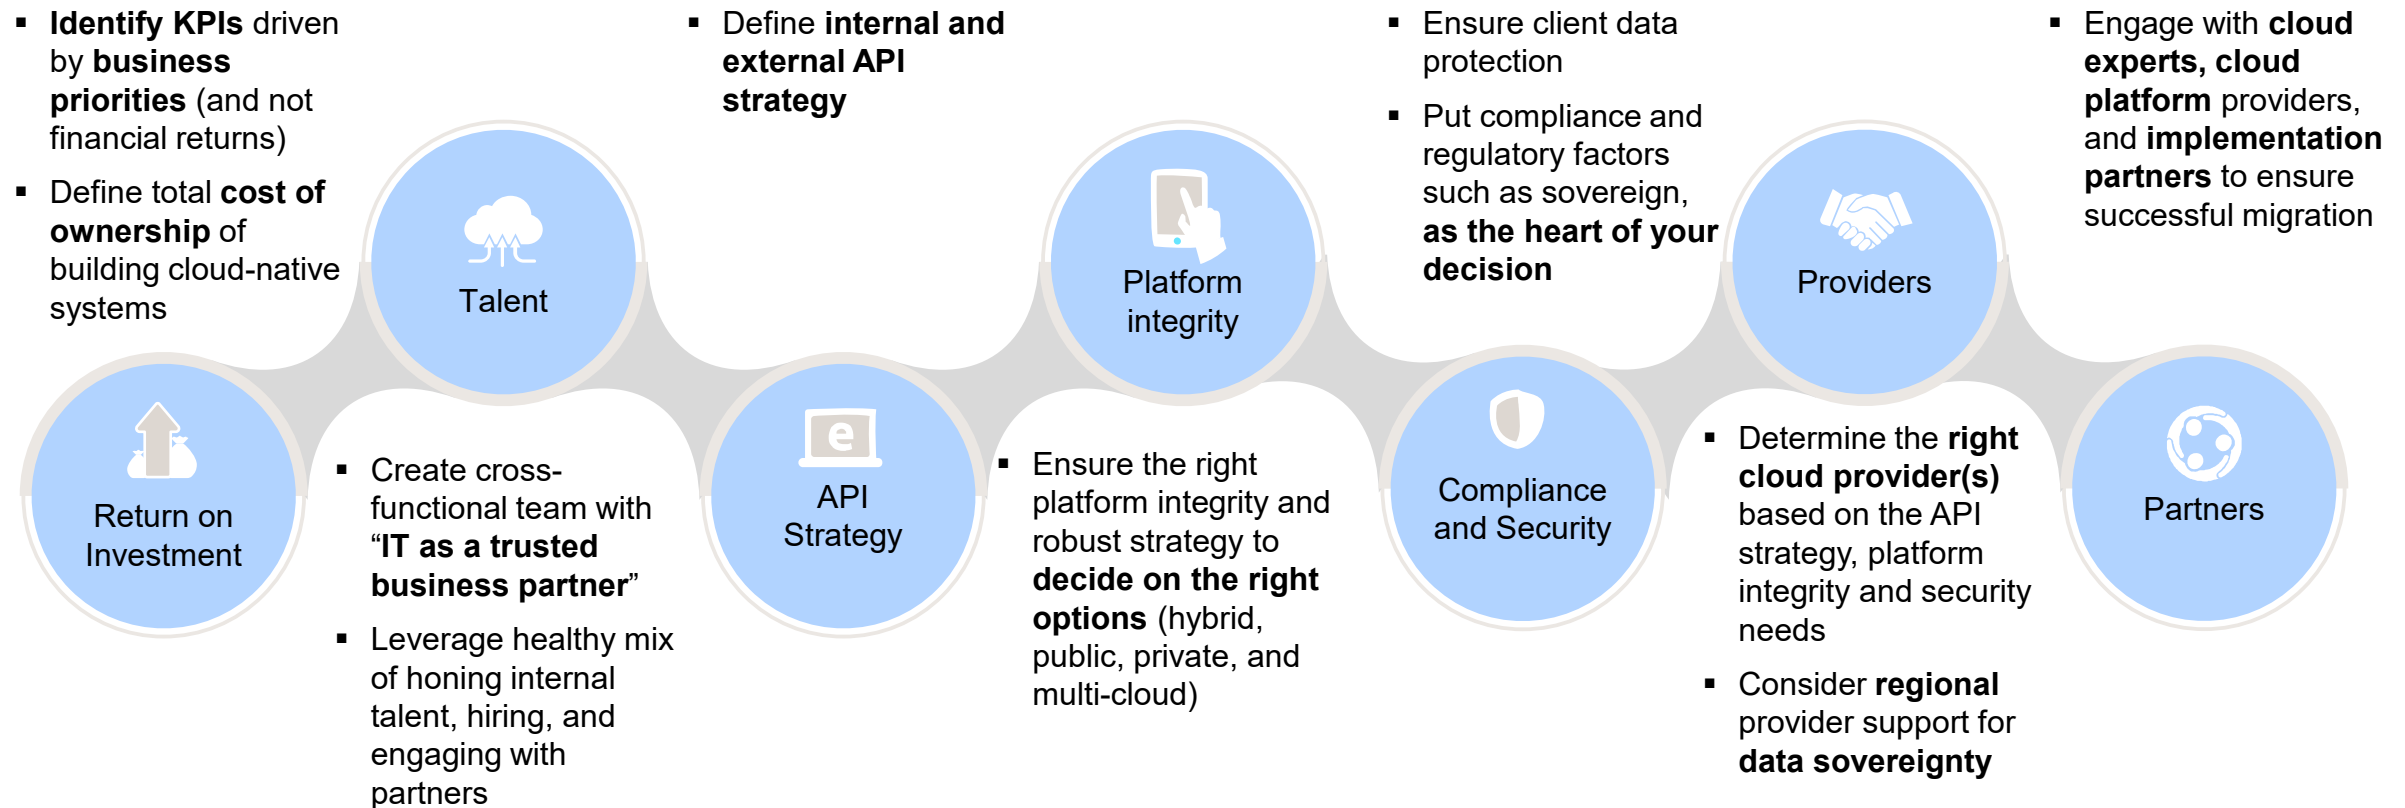 ▪ Identify KPIs driven
by business
priorities (and not
financial returns)
▪ Define total cost of
ownership of
building cloud-native
systems
Return on
Investment
Talent
▪ Create cross-
functional team with
“IT as a trusted
business partner”
▪ Leverage healthy mix
of honing internal
talent, hiring, and
engaging with
partners
▪ Define internal and
external API
strategy
e
API
Strategy
Platform
integrity
▪ Ensure the right
platform integrity and
robust strategy to
decide on the right
options (hybrid,
public, private, and
multi-cloud)
▪ Ensure client data
protection
▪ Put compliance and
regulatory factors
such as sovereign,
as the heart of your
decision
Compliance
and Security
Providers
▪ Determine the right
cloud provider(s)
based on the API
strategy, platform
integrity and security
needs
▪ Consider regional
provider support for
data sovereignty
▪ Engage with cloud
experts, cloud
platform providers,
and implementation
partners to ensure
successful migration
Partners